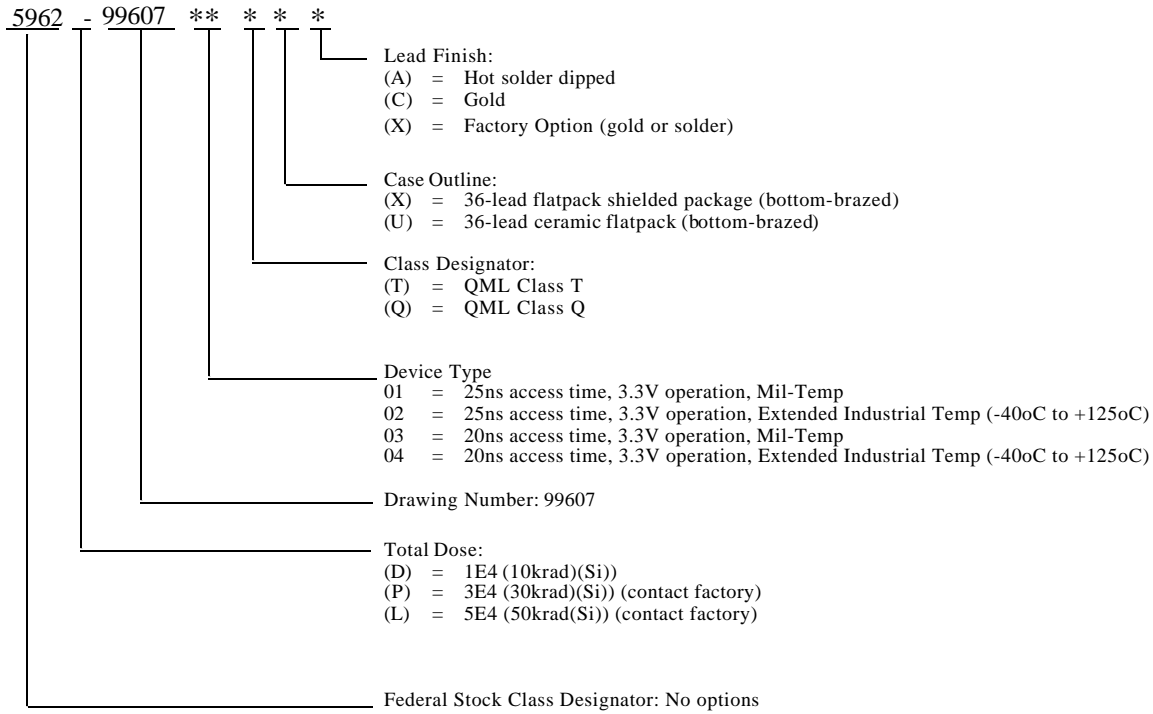 5962 - 99607 ** * * *
Lead Finish:
(A) = Hot solder dipped
(C) = Gold
(X) = Factory Option (gold or solder)
Case Outline:
(X) = 36-lead flatpack shielded package (bottom-brazed)
(U) = 36-lead ceramic flatpack (bottom-brazed)
Class Designator:
(T) = QML Class T
(Q) = QML Class Q
Device Type
01 = 25ns access time, 3.3V operation, Mil-Temp
02 = 25ns access time, 3.3V operation, Extended Industrial Temp (-40oC to +125oC)
03 = 20ns access time, 3.3V operation, Mil-Temp
04 = 20ns access time, 3.3V operation, Extended Industrial Temp (-40oC to +125oC)
Drawing Number: 99607
Total Dose:
(D) = 1E4 (10krad)(Si))
(P) = 3E4 (30krad)(Si)) (contact factory)
(L) = 5E4 (50krad(Si)) (contact factory)
Federal Stock Class Designator: No options